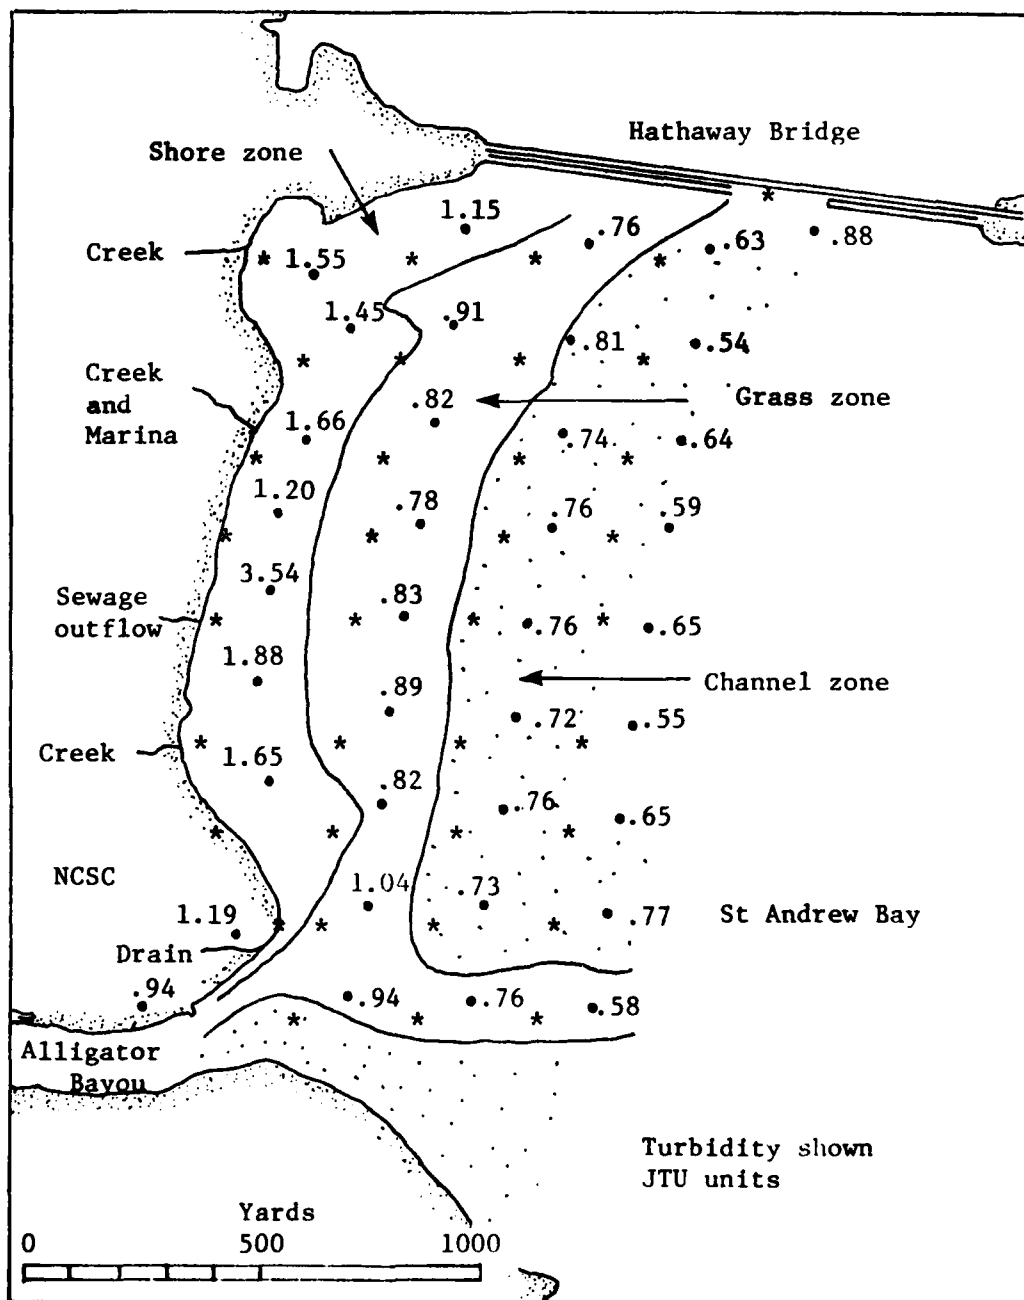 Hathaway Bridge
Shore zone
1.15
.76
.63
.88
Creek
1.55
1.45
.91
.81
.54
Creek
and
Marina
.82
Grass zone
1.66
.74
.64
1.20
.78
.76
.59
3.54
.83
Sewage
outflow
.76
.65
1.88
.89
Channel zone
.72
.55
Creek
1.65
.82
.76
.65
NCSC
1.04
.73
1.19
.77
St Andrew Bay
Drain
.94
.94
.76
.58
Alligator
Bayou
Turbidity shown
JTU units
Yards
0 500 1000